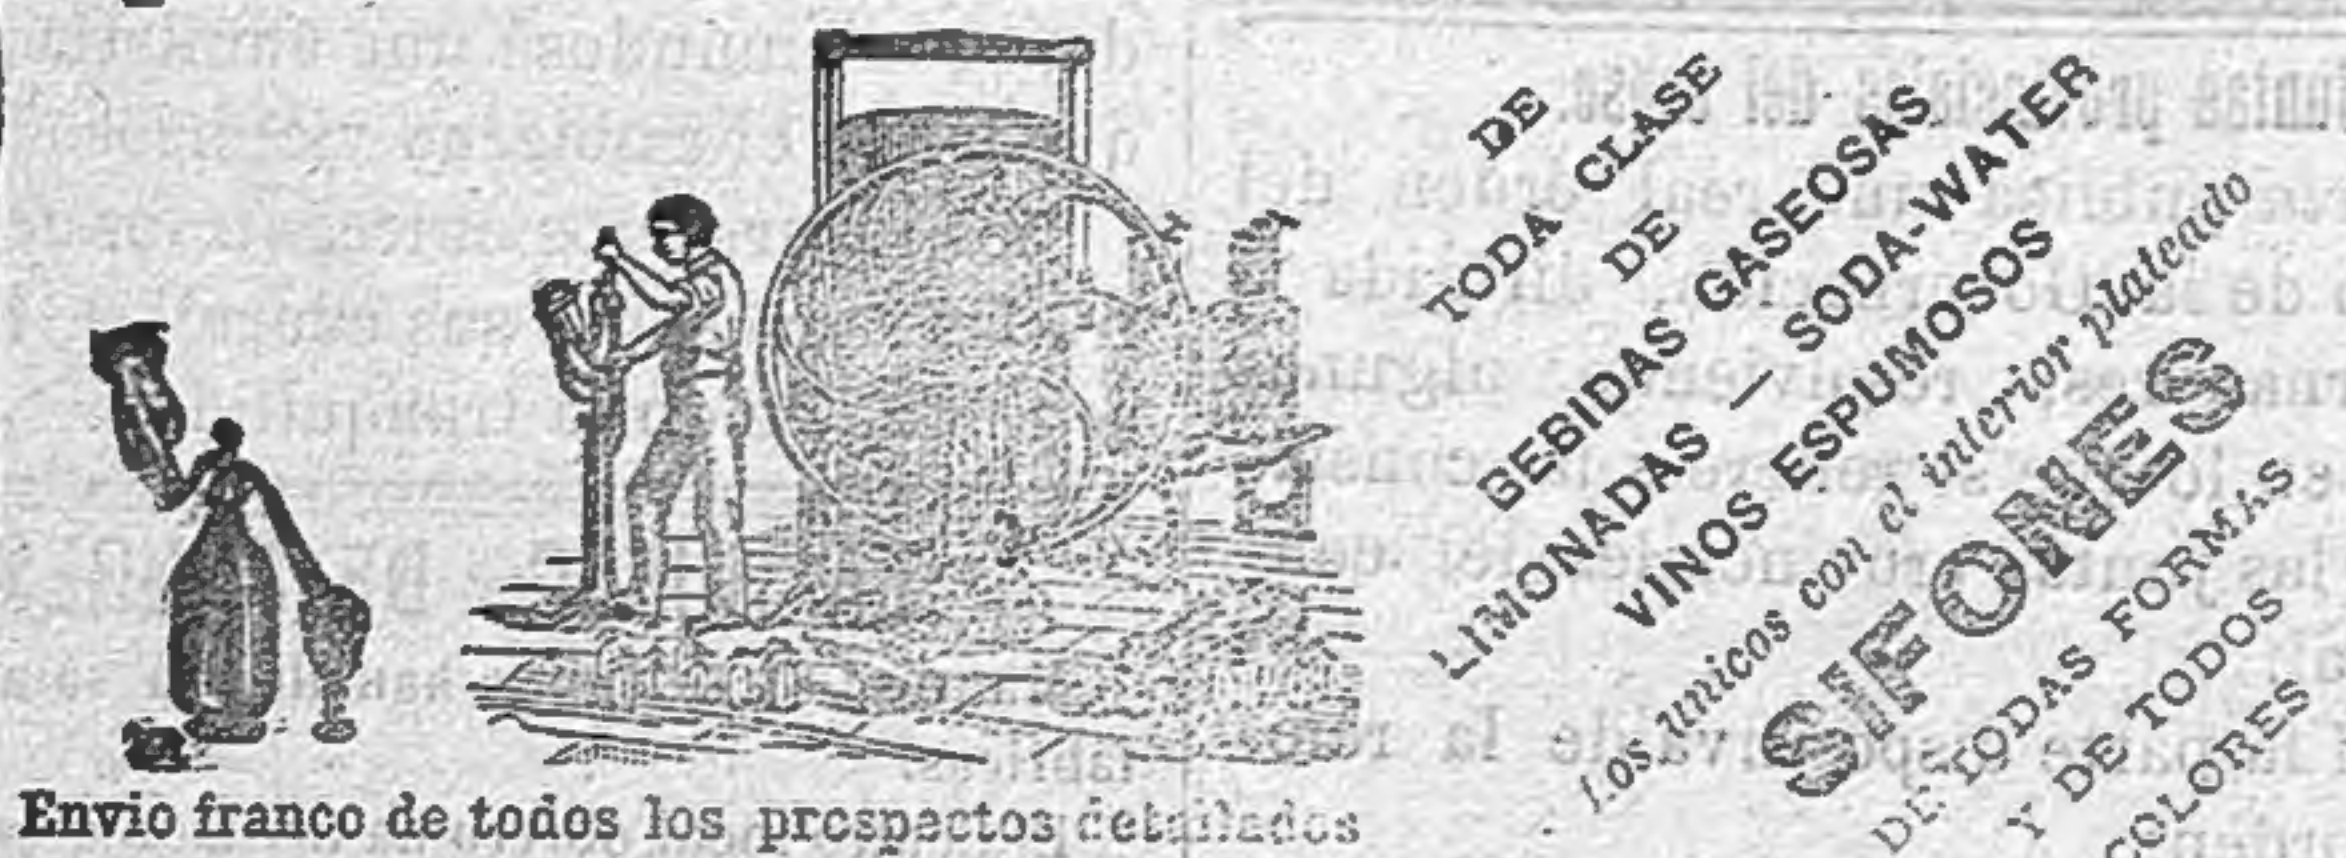 DE
TODA CLASE
DE
BEBIDAS GASEOSAS
LIMONADAS — SODA-WATER
VINOS ESPUMOSOS
Los unicos con el interior plateado
SIFONES
DE TODAS FORMAS
Y DE TODOS
COLORES
Envio franco de todos los prospectos detallados